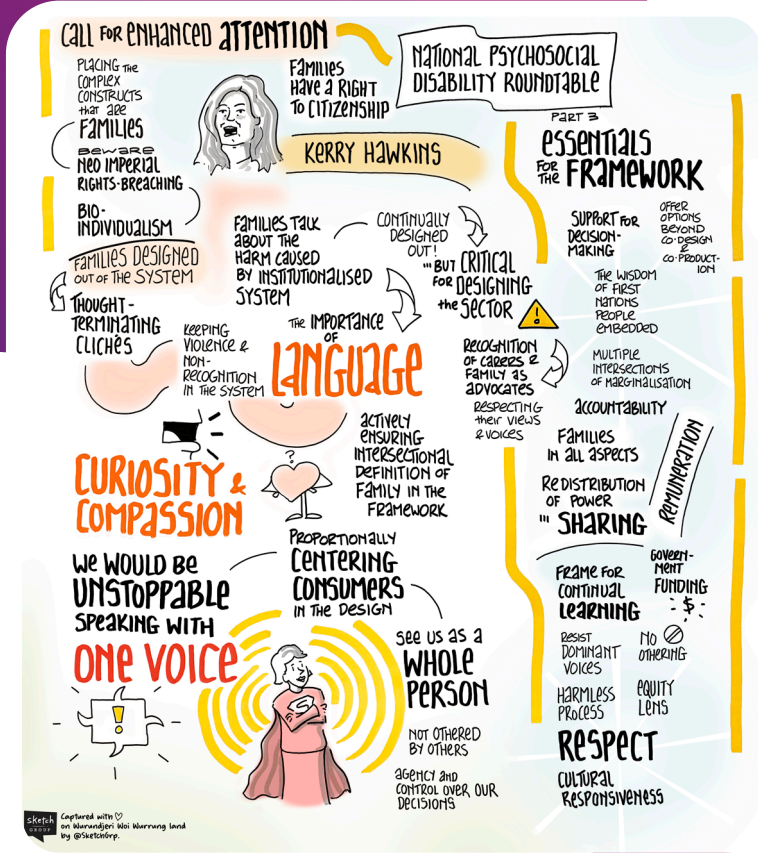 CALL FOR ENHANCED ATTENTION
PLACING THE
COMPLEX
CONSTRUCTS
that ARE
FAMILIES
BEWARE
NEO IMPERIAL
RIGHTS-BREACHING
BIO-
INDIVIDUALISM
FAMILIES DESIGNED
OUT OF THE SYSTEM
THOUGHT-
TERMINATING
CLICHÉS
KEEPING
VIOLENCE &
NON-
RECOGNITION
IN THE SYSTEM
FAMILIES
HAVE A RIGHT
TO CITIZENSHIP
KERRY HAWKINS
FAMILIES TALK
ABOUT THE
HARM CAUSED
BY INSTITUTIONALISED
SYSTEM
CONTINUALLY
DESIGNED
OUT!
... BUT CRITICAL
FOR DESIGNING
the SECTOR
!
THE IMPORTANCE
OF
LANGUAGE
RECOGNITION
OF CARERS &
FAMILY AS
ADVOCATES
RESPECTING
their VIEWS
& VOICES
ACTIVELY
ENSURING
INTERSECTIONAL
DEFINITION OF
FAMILY IN THE
FRAMEWORK
CURIOSITY &
COMPASSION
?
PROPORTIONALLY
CENTERING
CONSUMERS
IN THE DESIGN
WE WOULD BE
UNSTOPPABLE
SPEAKING WITH
ONE VOICE
!
SEE US AS A
WHOLE
PERSON
NOT OTHERED
BY OTHERS
AGENCY AND
CONTROL OVER OUR
DECISIONS
NATIONAL PSYCHOSOCIAL
DISABILITY ROUNDTABLE
PART 3
ESSENTIALS
FOR THE FRAMEWORK
SUPPORT FOR
DECISION-
MAKING
OFFER
OPTIONS
BEYOND
CO-DESIGN
&
CO-PRODUCT-
ION
THE WISDOM
OF FIRST
NATIONS
PEOPLE
EMBEDDED
MULTIPLE
INTERSECTIONS
OF MARGINALISATION
ACCOUNTABILITY
FAMILIES
IN ALL ASPECTS
REDISTRIBUTION
OF POWER
... SHARING
REMUNERATION
FRAME FOR
CONTINUAL
LEARNING
GOVERN-
MENT
FUNDING
$
RESIST
DOMINANT
VOICES
NO
OTHERING
HARMLESS
PROCESS
EQUITY
LENS
RESPECT
CULTURAL
RESPONSIVENESS
sketch
GROUP
Captured with ♡
on Wurundjeri Woi Wurrung land
by @SketchGrp.